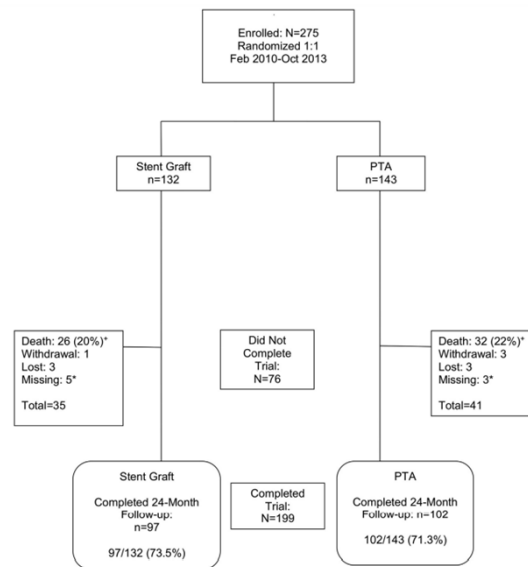 Enrolled: N=275
Randomized 1:1
Feb 2010-Oct 2013
Stent Graft
n=132
PTA
n=143
Death: 26 (20%)*
Withdrawal: 1
Lost: 3
Missing: 5*
Total=35
Did Not
Complete
Trial:
N=76
Death: 32 (22%)*
Withdrawal: 3
Lost: 3
Missing: 3*
Total=41
Stent Graft
Completed 24-Month
Follow-up:
n=97
97/132 (73.5%)
Completed
Trial:
N=199
PTA
Completed 24-Month
Follow-up: n=102
102/143 (71.3%)